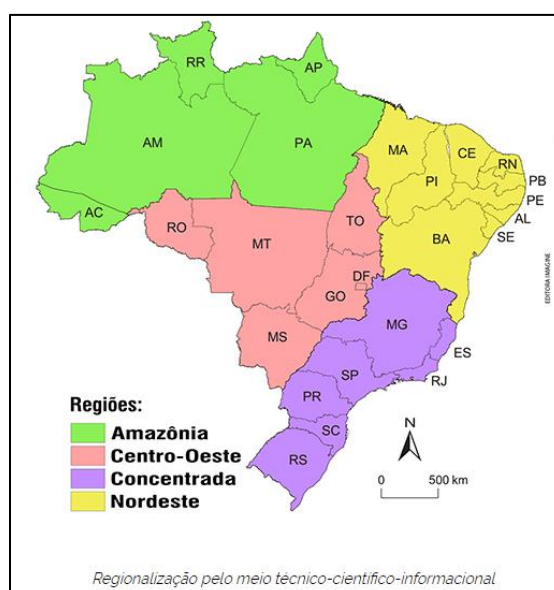 RR
AP
AM
PA
MA
CE
RN
PI
PB
PE
AL
SE
AC
RO
TO
MT
BA
DF
GO
MG
MS
ES
SP
RJ
PR
SC
RS
EDITORA IMAGINE
Regiões:
Amazônia
Centro-Oeste
Concentrada
Nordeste
N
0 500 km
Regionalização pelo meio técnico-científico-informacional